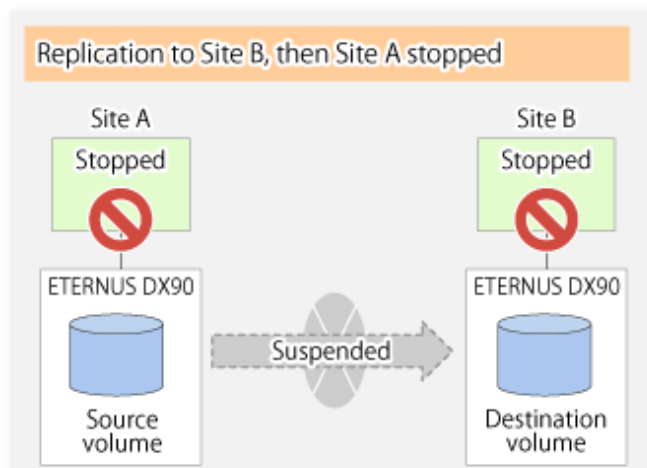 Replication to Site B, then Site A stopped
Site A
Site B
Stopped
Stopped
ETERNUS DX90
ETERNUS DX90
Suspended
Source
volume
Destination
volume